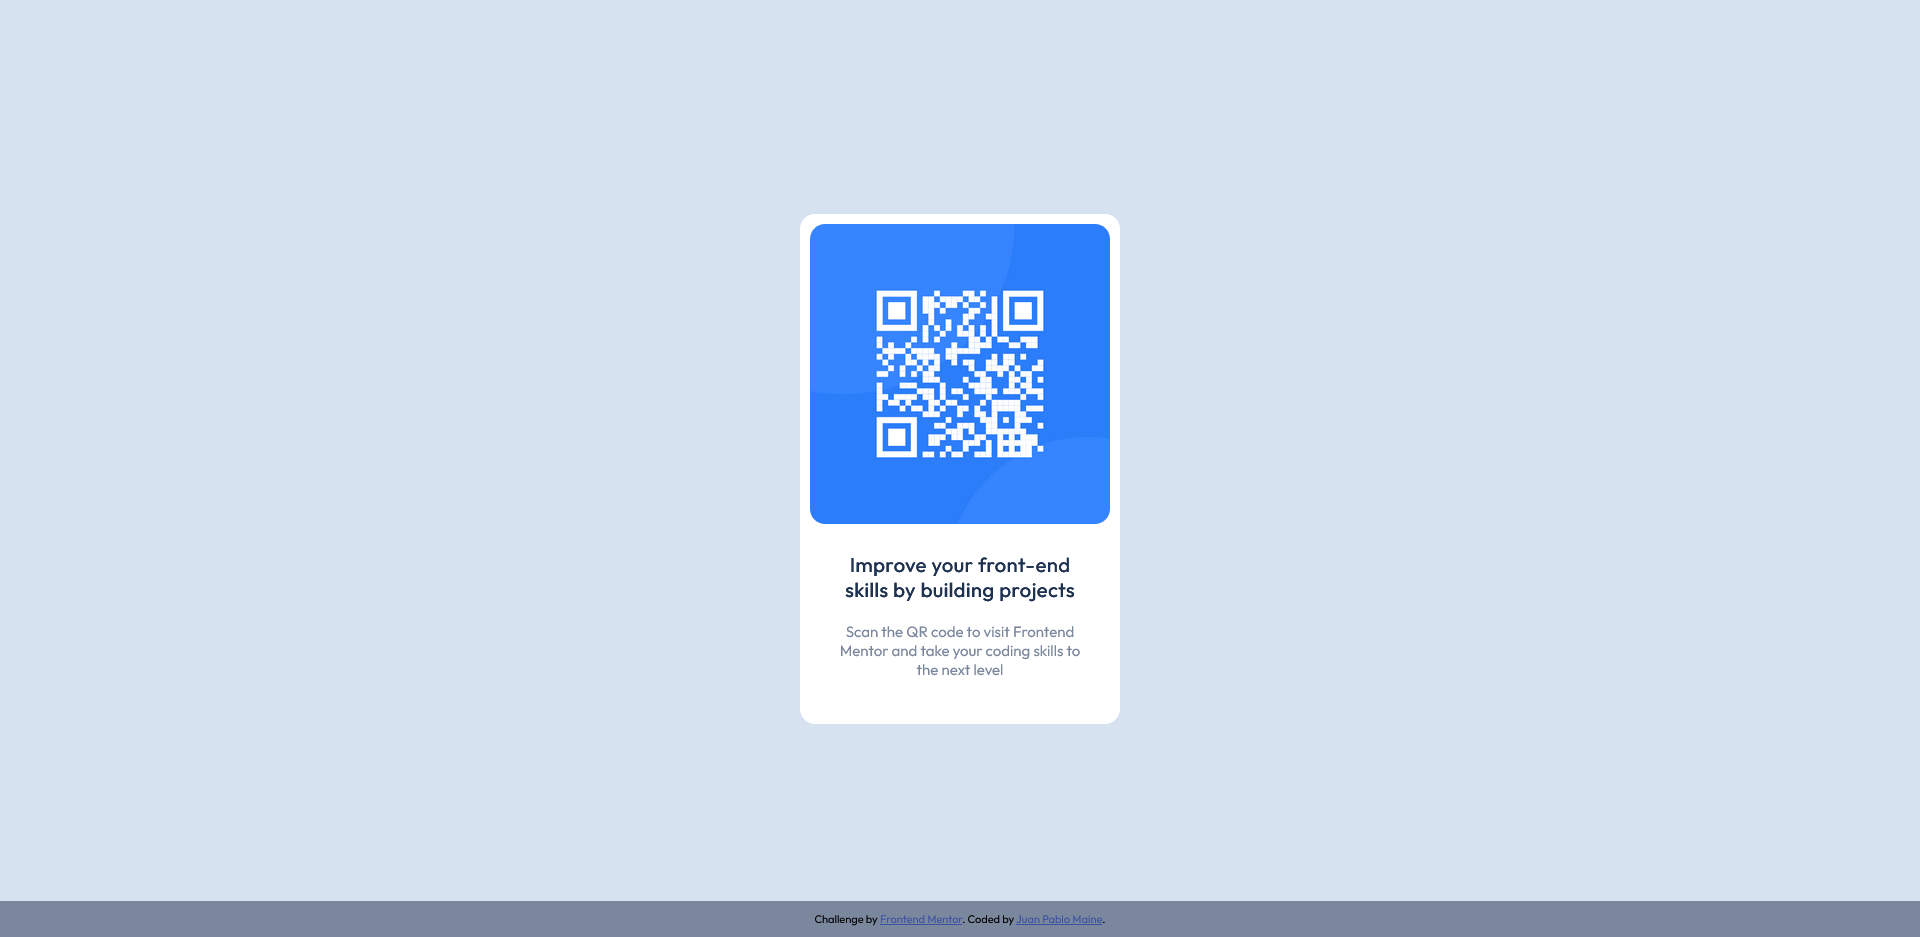 Improve your front-end
skills by building projects
Scan the QR code to visit Frontend
Mentor and take your coding skills to
the next level
Challenge by Frontend Mentor. Coded by Juan Pablo Maine.